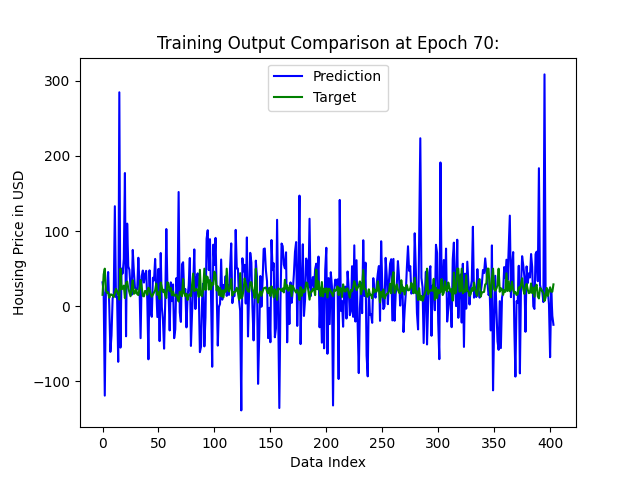 Training Output Comparison at Epoch 70:
Prediction
Target
300
200
100
0
−100
Housing Price in USD
0 50 100 150 200 250 300 350 400
Data Index